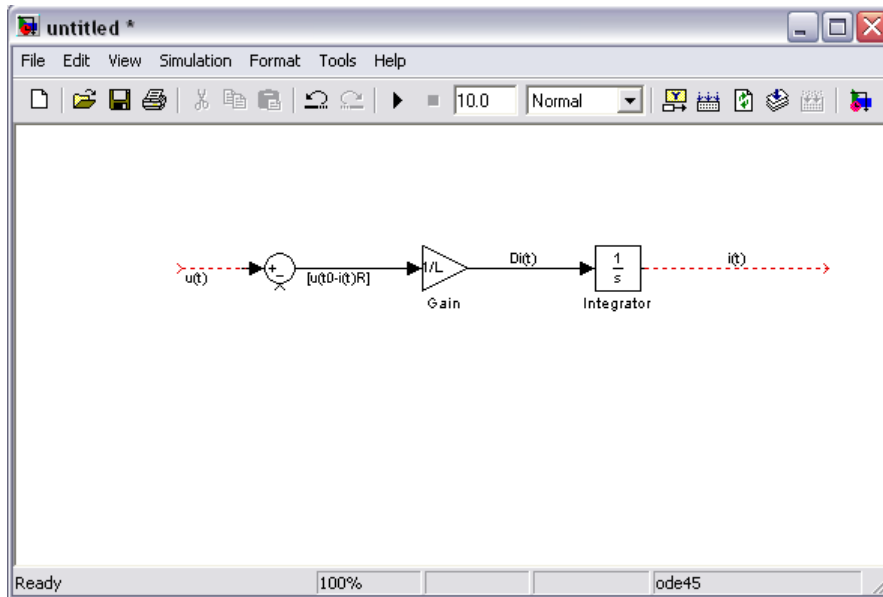 untitled *
File Edit View Simulation Format Tools Help
10.0 Normal
Di(t) i(t)
+ 1/L 1
- s
u(t) [u(t0-i(t)R]
Gain Integrator
Ready 100% ode45